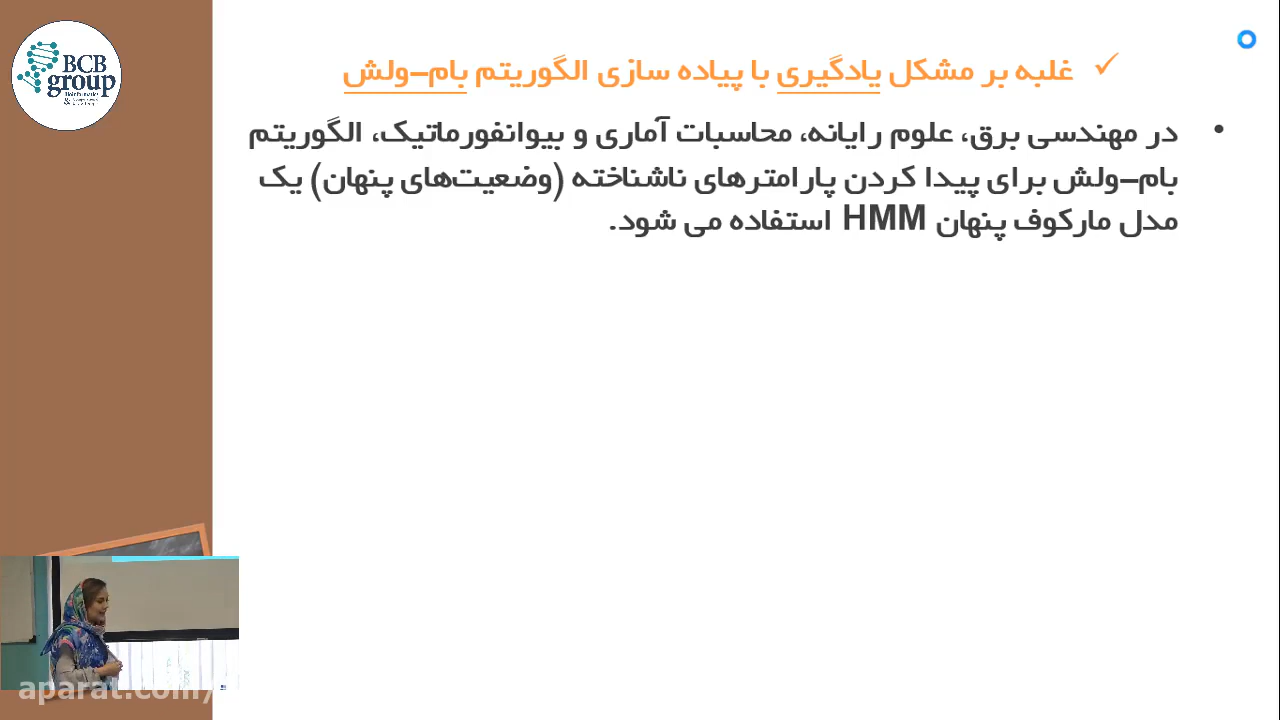 BCB
group
✓ غلبه بر مشکل یادگیری با پیاده سازی الگوریتم بام-ولش
• در مهندسی برق، علوم رایانه، محاسبات آماری و بیوانفورماتیک، الگوریتم
بام-ولش برای پیدا کردن پارامترهای ناشناخته (وضعیت‌های پنهان) یک
مدل مارکوف پنهان HMM استفاده می شود.
aparat.com/